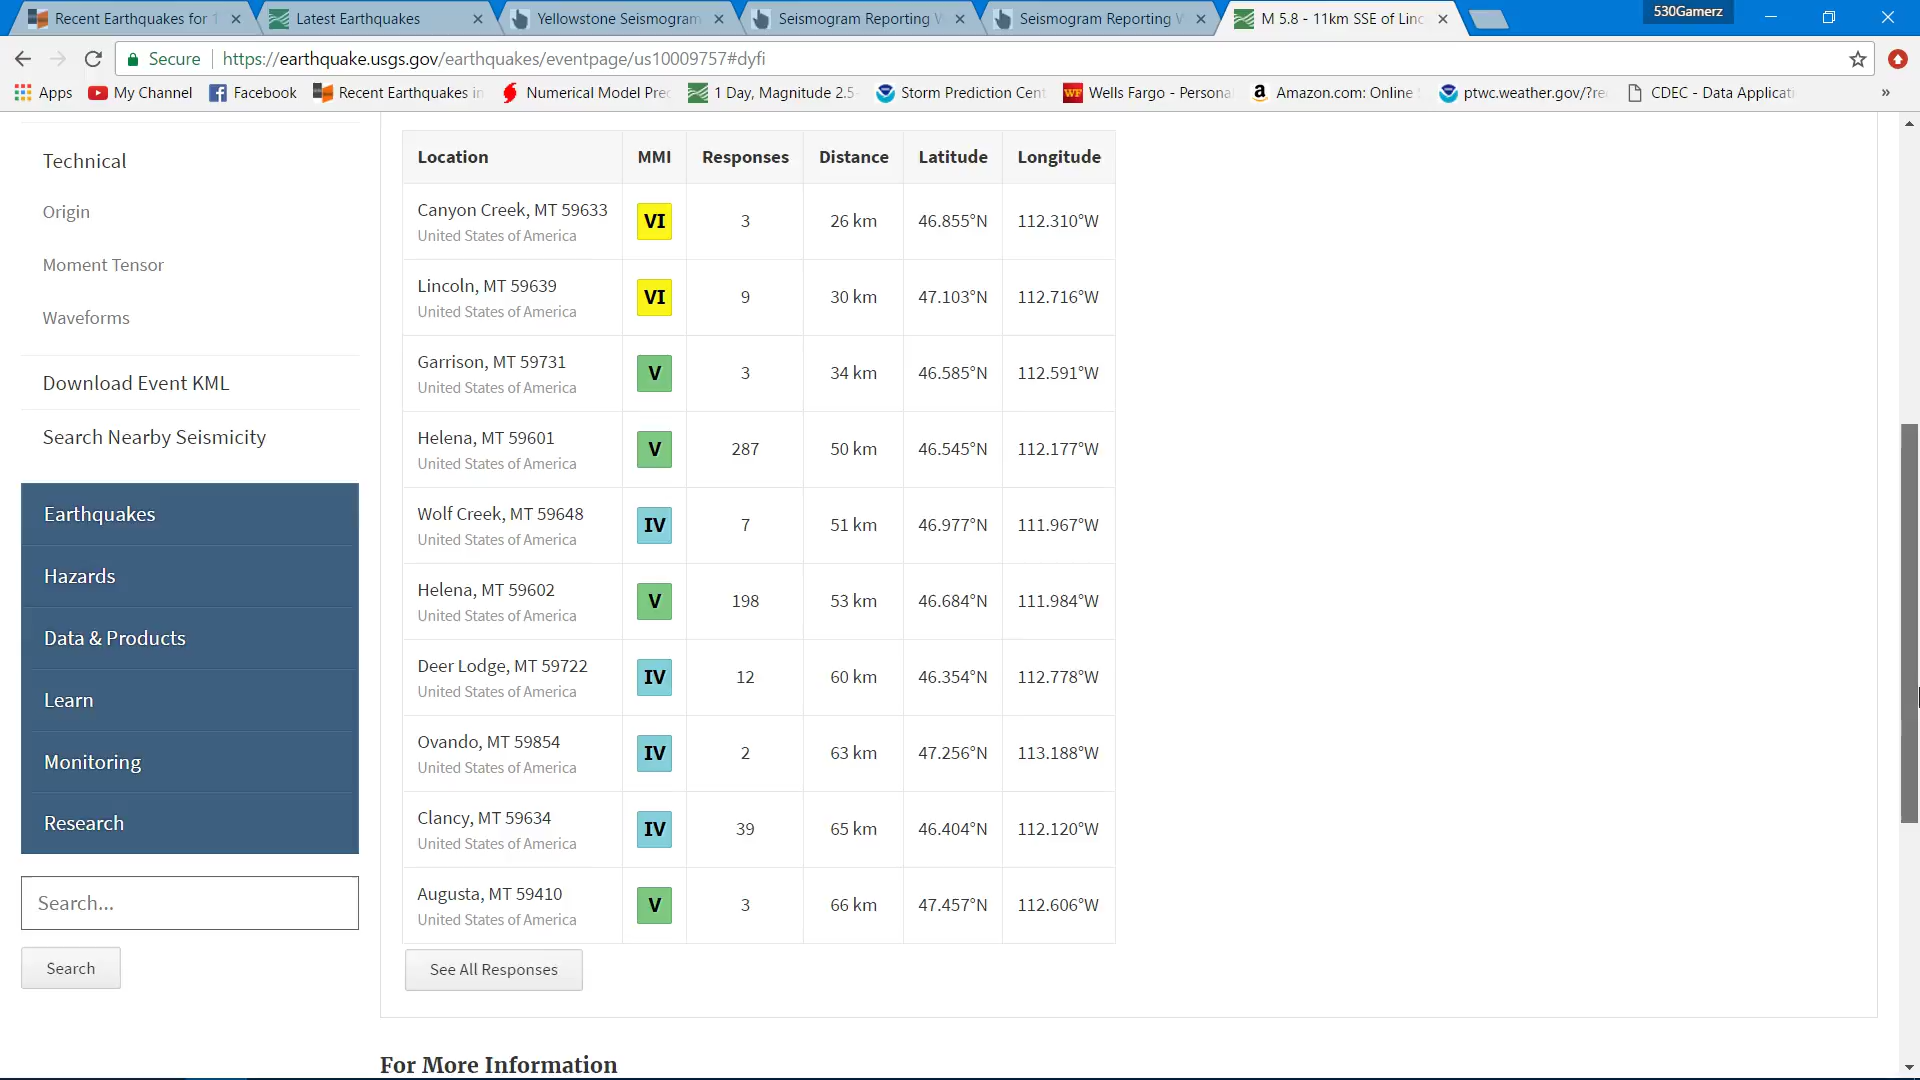 Recent Earthquakes for 1
Latest Earthquakes
Yellowstone Seismogram
Seismogram Reporting
Seismogram Reporting
M 5.8 - 11km SSE of Linc
530Gamerz
Secure
https://earthquake.usgs.gov/earthquakes/eventpage/us10009757#dyfi
Apps
My Channel
Facebook
Recent Earthquakes in
Numerical Model Pre
1 Day, Magnitude 2.5
Storm Prediction Cent
WF Wells Fargo - Persona
Amazon.com: Online
ptwc.weather.gov/?re
CDEC - Data Applicati
»
Technical
Origin
Moment Tensor
Waveforms
Download Event KML
Search Nearby Seismicity
Earthquakes
Hazards
Data & Products
Learn
Monitoring
Research
Search...
Search
Location MMI Responses Distance Latitude Longitude
Canyon Creek, MT 59633
United States of America
VI 3 26 km 46.855°N 112.310°W
Lincoln, MT 59639
United States of America
VI 9 30 km 47.103°N 112.716°W
Garrison, MT 59731
United States of America
V 3 34 km 46.585°N 112.591°W
Helena, MT 59601
United States of America
V 287 50 km 46.545°N 112.177°W
Wolf Creek, MT 59648
United States of America
IV 7 51 km 46.977°N 111.967°W
Helena, MT 59602
United States of America
V 198 53 km 46.684°N 111.984°W
Deer Lodge, MT 59722
United States of America
IV 12 60 km 46.354°N 112.778°W
Ovando, MT 59854
United States of America
IV 2 63 km 47.256°N 113.188°W
Clancy, MT 59634
United States of America
IV 39 65 km 46.404°N 112.120°W
Augusta, MT 59410
United States of America
V 3 66 km 47.457°N 112.606°W
See All Responses
For More Information